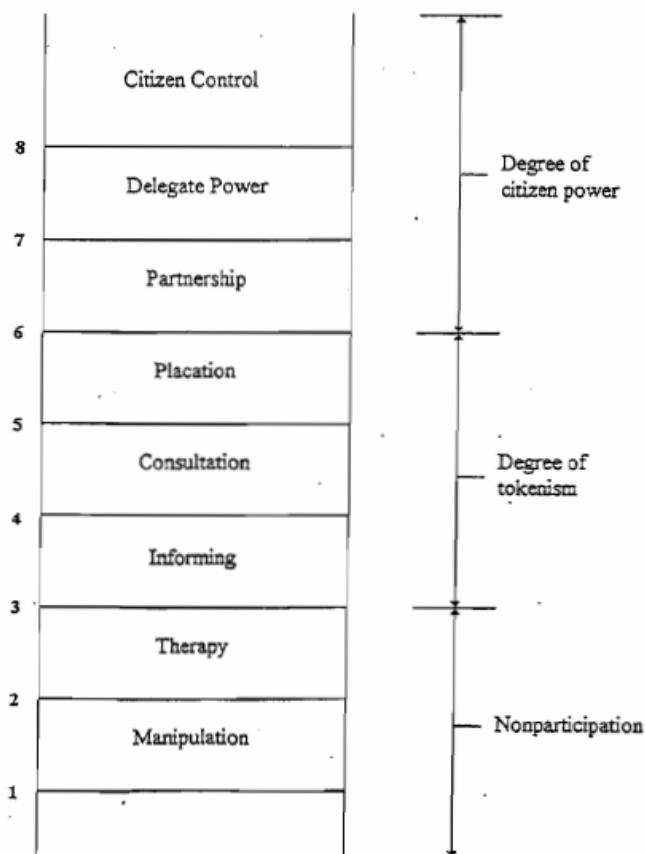 Citizen Control
8
Delegate Power
Degree of
citizen power
7
Partnership
6
Placation
5
Consultation
Degree of
tokenism
4
Informing
3
Therapy
2
Manipulation
Nonparticipation
1